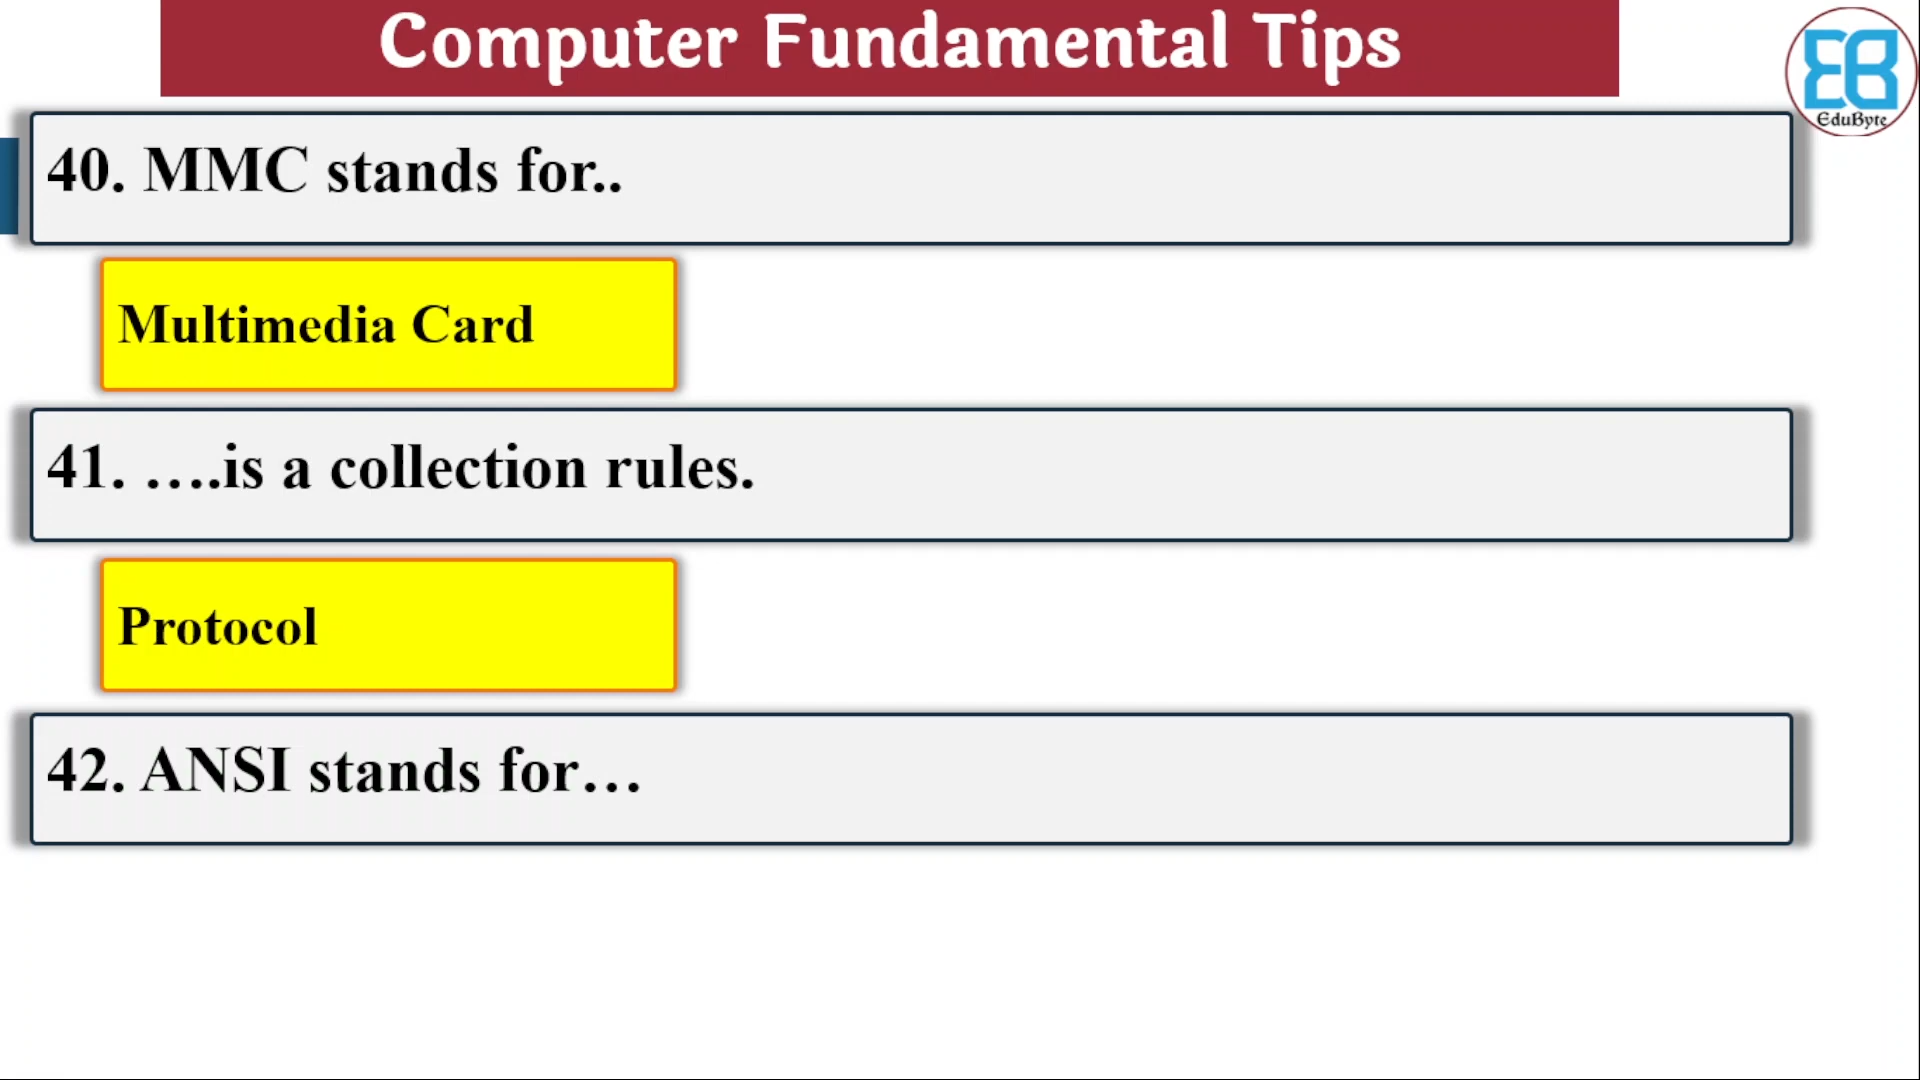 Computer Fundamental Tips
EduByte
40. MMC stands for..
Multimedia Card
41. ….is a collection rules.
Protocol
42. ANSI stands for…